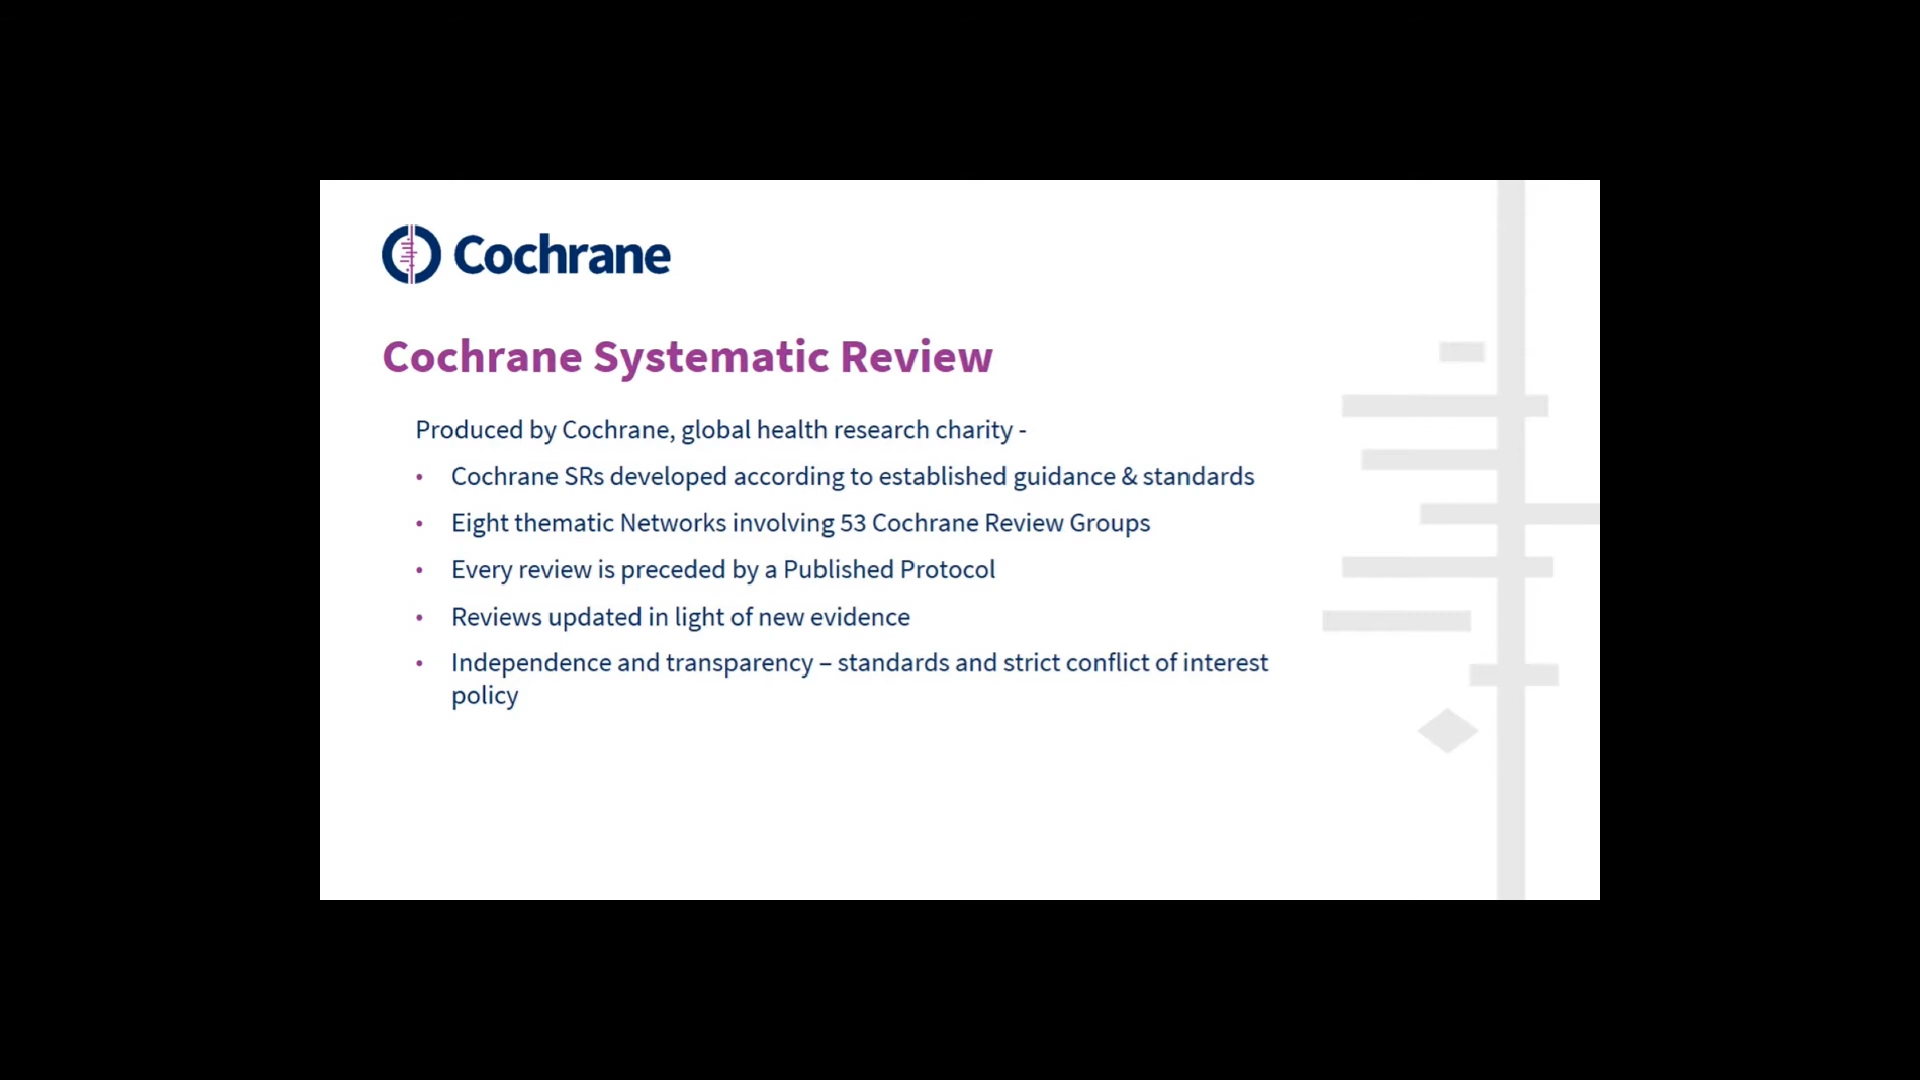 Cochrane
Cochrane Systematic Review
Produced by Cochrane, global health research charity -
• Cochrane SRs developed according to established guidance & standards
• Eight thematic Networks involving 53 Cochrane Review Groups
• Every review is preceded by a Published Protocol
• Reviews updated in light of new evidence
• Independence and transparency – standards and strict conflict of interest
policy